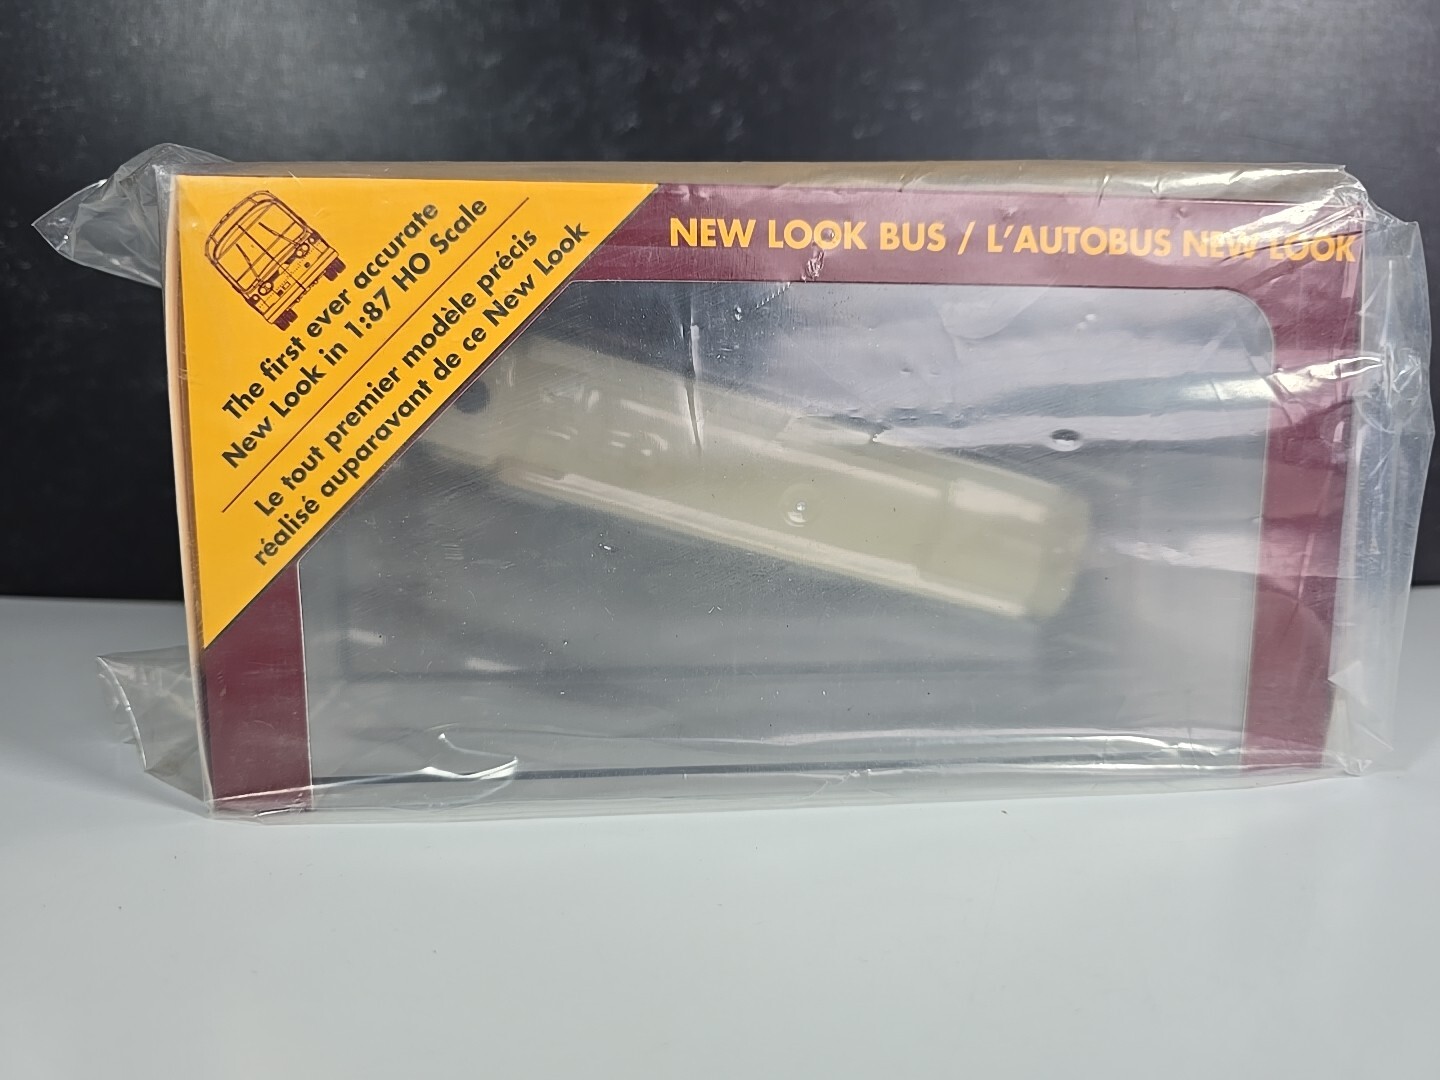 NEW LOOK BUS / L'AUTOBUS NEW LOOK
The first ever accurate
New Look in 1:87 HO Scale
Le tout premier modèle précis
réalisé auparavant de ce New Look